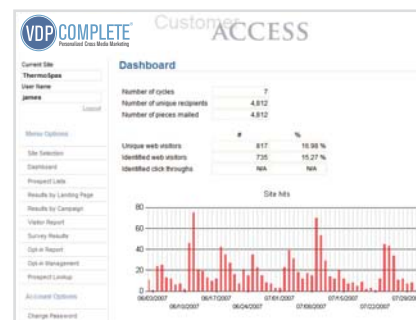 VDP COMPLETE®
Personalized Cross Media Marketing
Customer
ACCESS
Current Site
ThermoSpas
User Name
james
Logout
Menu Options
Site Selection
Dashboard
Prospect Lists
Results by Landing Page
Results by Campaign
Visitor Report
Survey Results
Opt-in Report
Opt-in Management
Prospect Lookup
Account Options
Change Password
Dashboard
Number of cycles 7
Number of unique recipients 4,812
Number of pieces mailed 4,812
# %
Unique web visitors 817 16.98 %
Identified web visitors 735 15.27 %
Identified click throughs N/A N/A
Site hits
80
60
40
20
0
06/03/2007 06/17/2007 07/01/2007 07/15/2007 07/29/2007
06/10/2007 06/24/2007 07/08/2007 07/22/2007